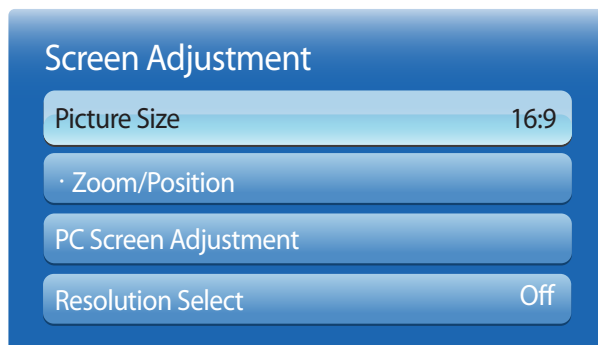 Screen Adjustment
Picture Size 16:9
· Zoom/Position
PC Screen Adjustment
Resolution Select Off